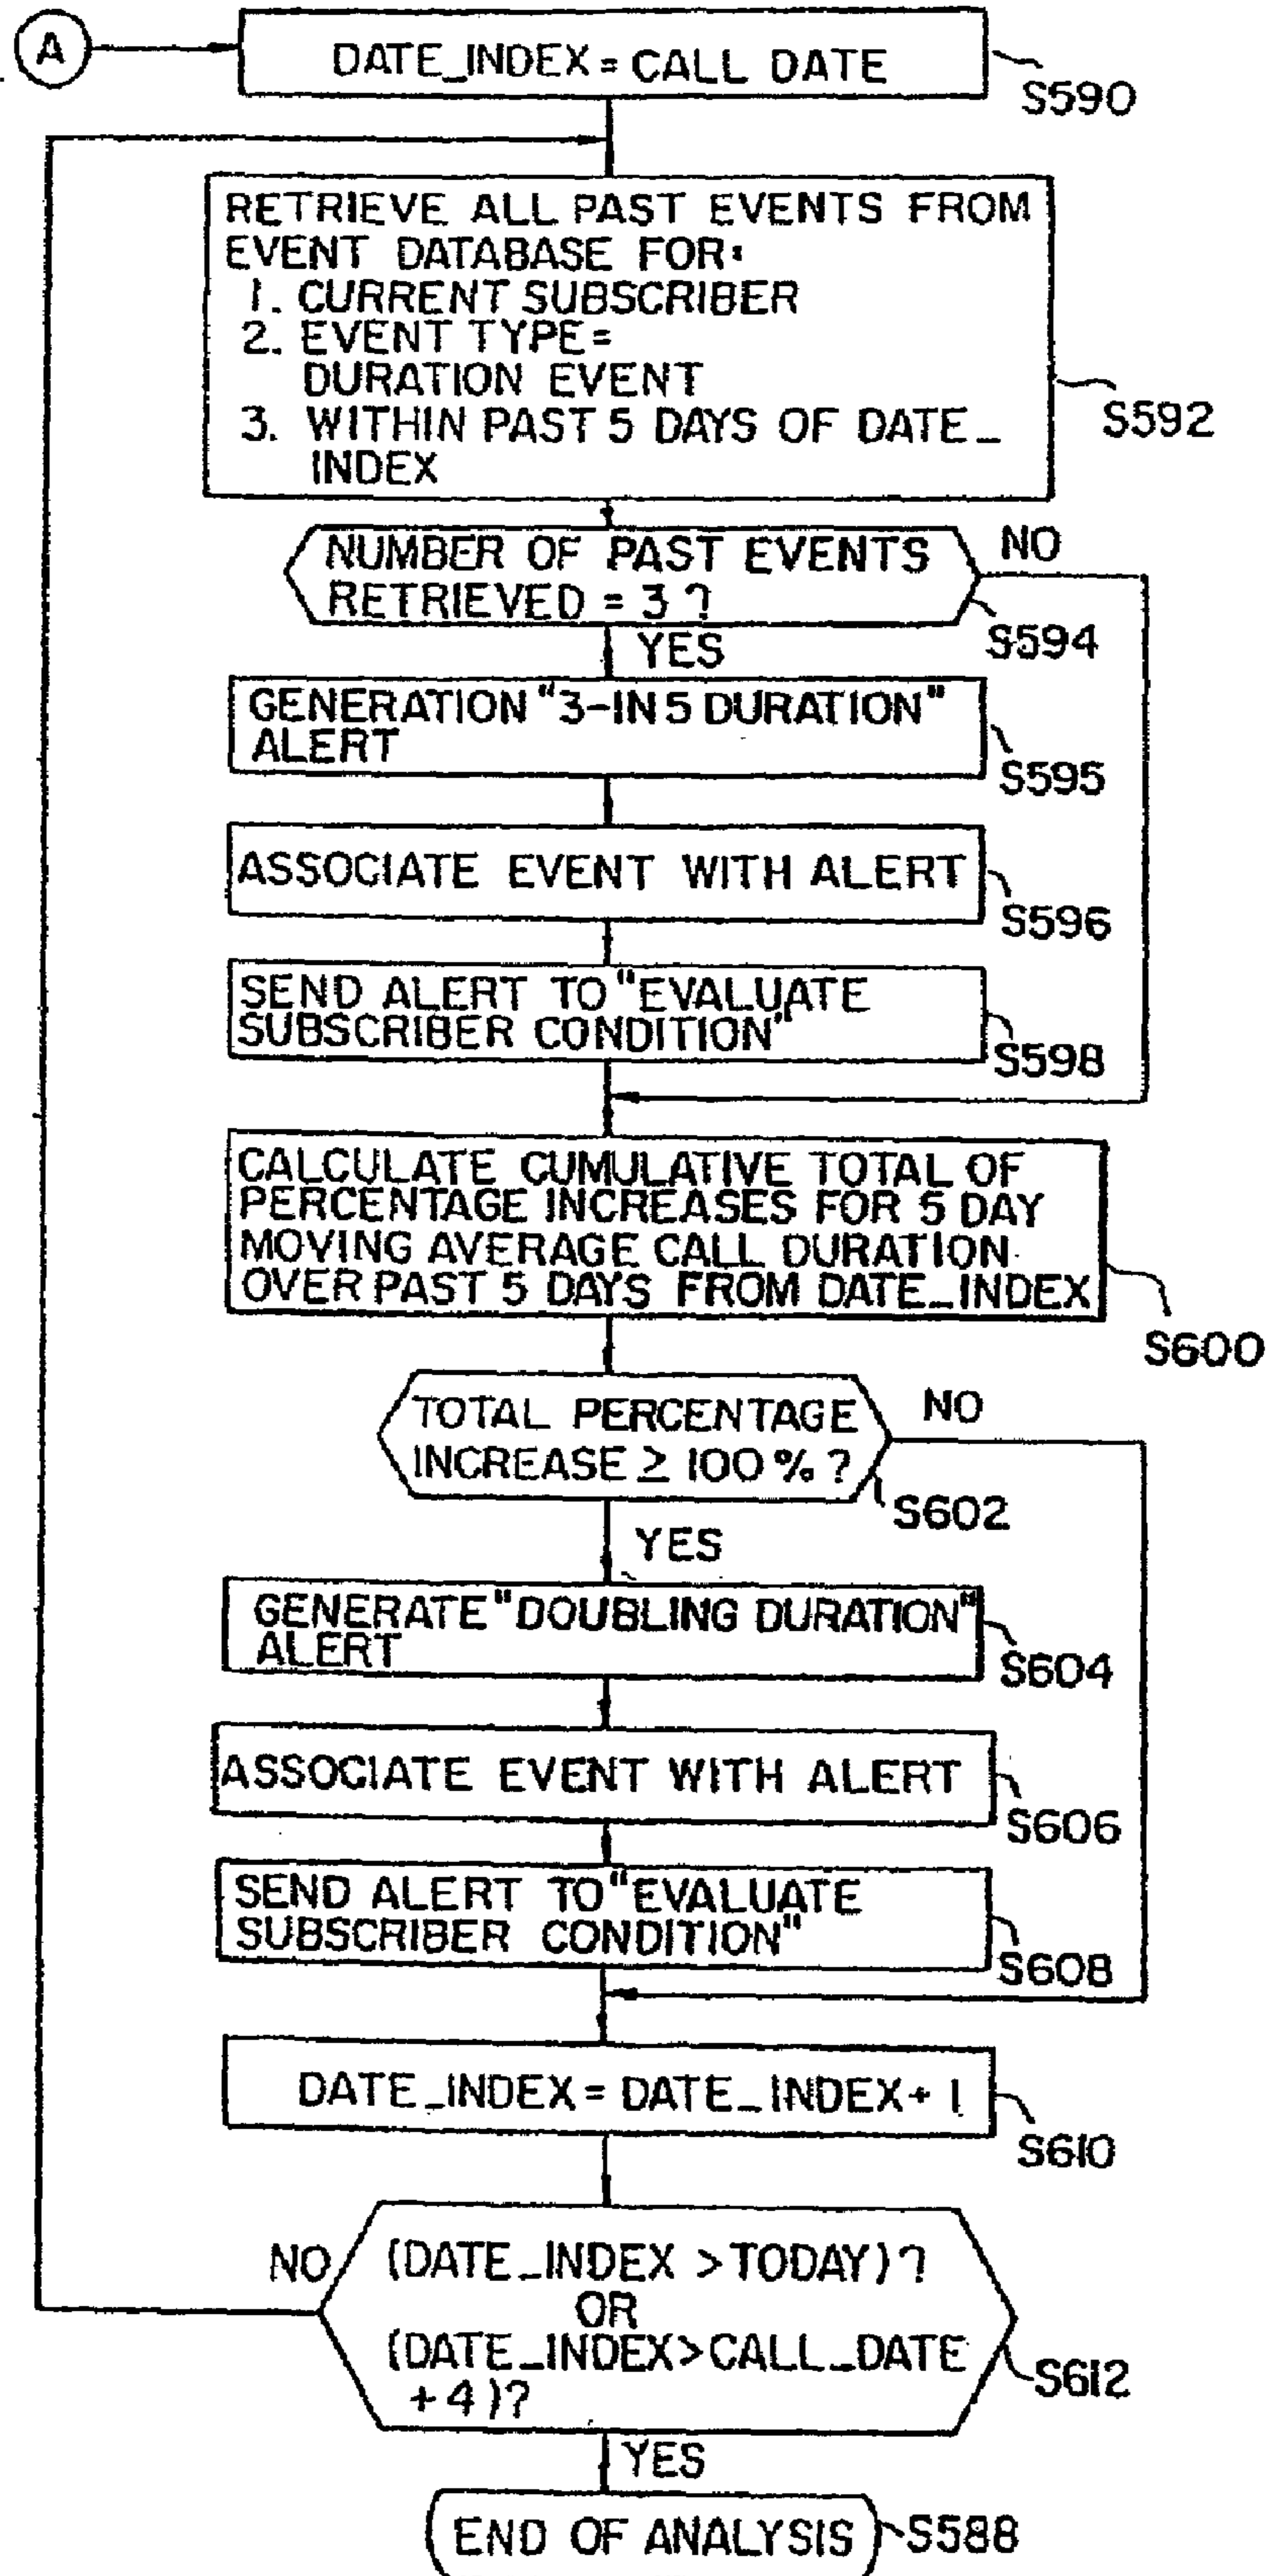 A
DATE_INDEX = CALL DATE
S590
RETRIEVE ALL PAST EVENTS FROM
EVENT DATABASE FOR:
1. CURRENT SUBSCRIBER
2. EVENT TYPE =
DURATION EVENT
3. WITHIN PAST 5 DAYS OF DATE_
INDEX
S592
NUMBER OF PAST EVENTS
RETRIEVED = 3 ?
NO
S594
YES
GENERATION "3-IN 5 DURATION"
ALERT
S595
ASSOCIATE EVENT WITH ALERT
S596
SEND ALERT TO "EVALUATE
SUBSCRIBER CONDITION"
S598
CALCULATE CUMULATIVE TOTAL OF
PERCENTAGE INCREASES FOR 5 DAY
MOVING AVERAGE CALL DURATION
OVER PAST 5 DAYS FROM DATE_INDEX
S600
TOTAL PERCENTAGE
INCREASE ≥ 100 % ?
NO
S602
YES
GENERATE "DOUBLING DURATION"
ALERT
S604
ASSOCIATE EVENT WITH ALERT
S606
SEND ALERT TO "EVALUATE
SUBSCRIBER CONDITION"
S608
DATE_INDEX = DATE_INDEX + 1
S610
NO
(DATE_INDEX > TODAY) ?
OR
(DATE_INDEX > CALL_DATE
+ 4 ) ?
S612
YES
END OF ANALYSIS
S588